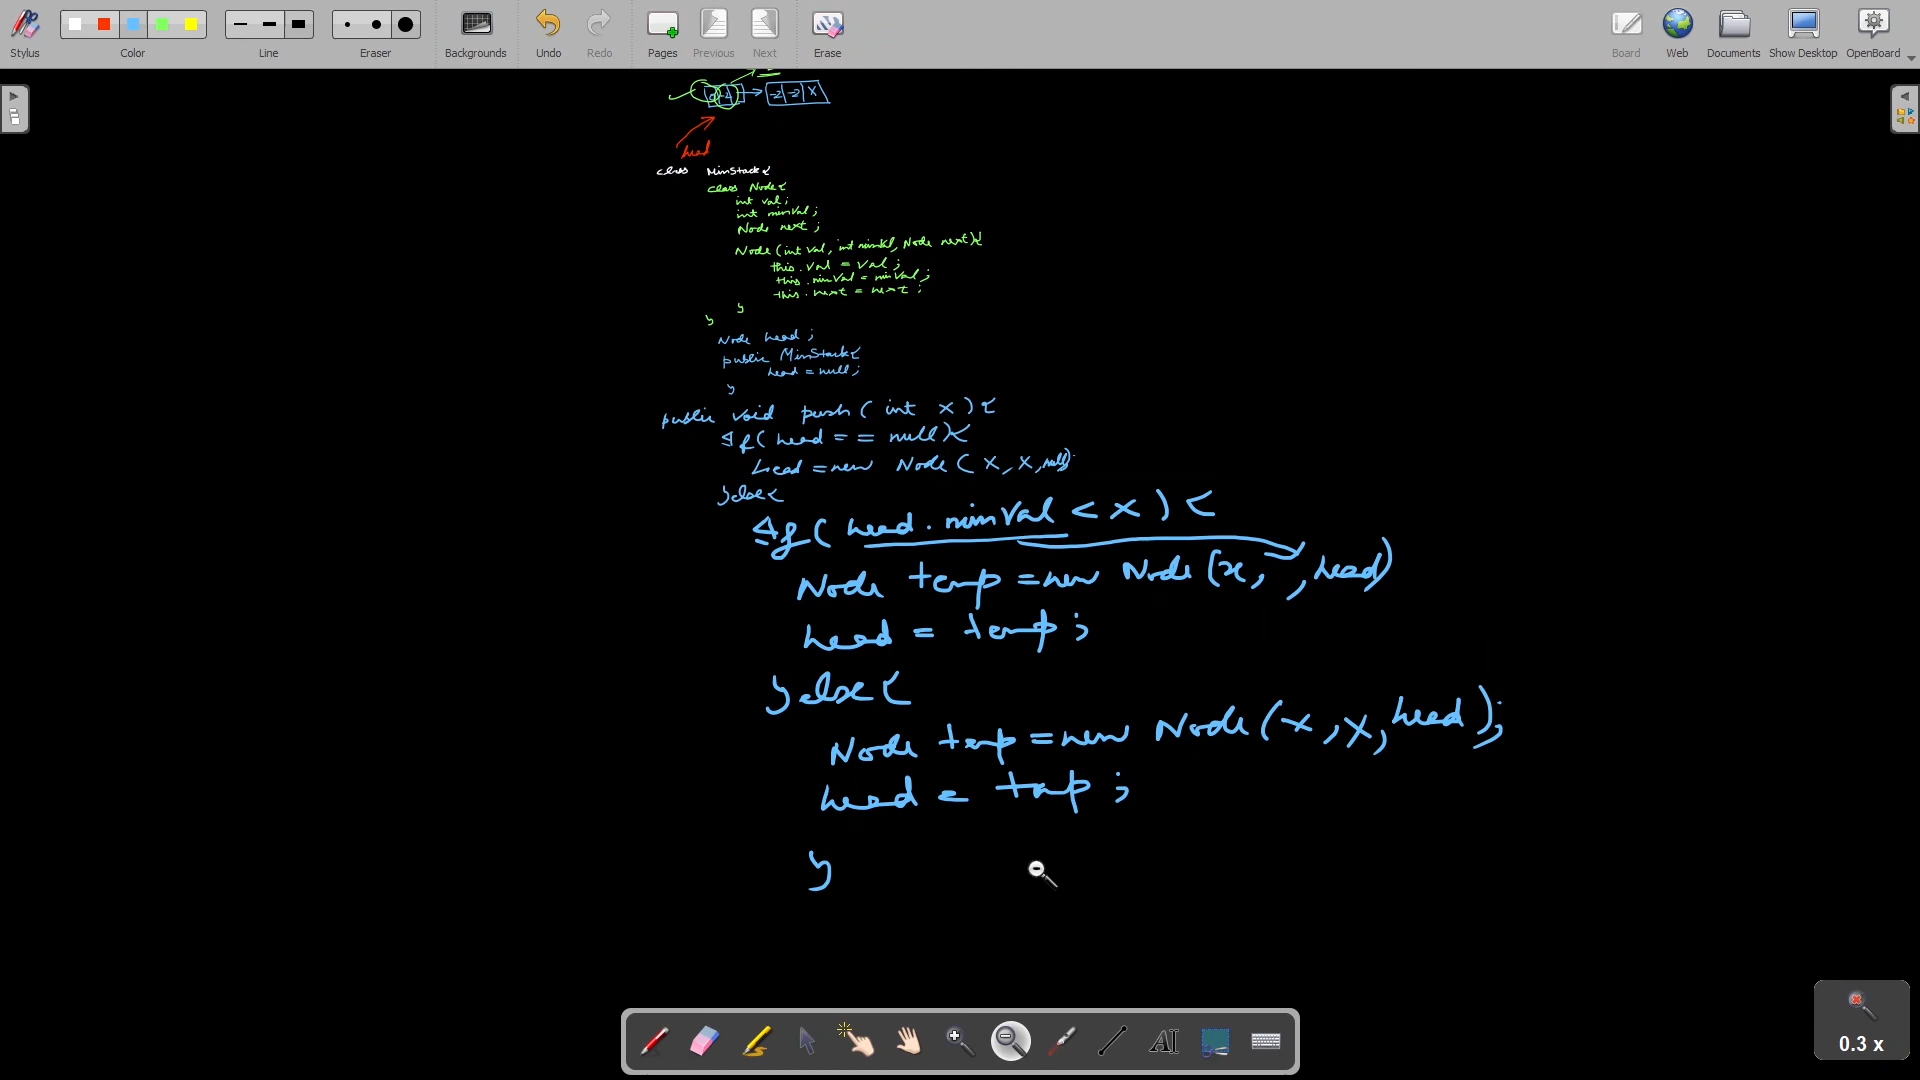 Stylus Color Line Eraser Backgrounds Undo Redo Pages Previous Next Erase Board Web Documents Show Desktop OpenBoard
-2 -2 X
head
class MinStack{
class Node{
int val;
int minVal;
Node next;
Node(int val, int minVal, Node next){
this.val = val;
this.minVal = minVal;
this.next = next;
}
}
Node head;
public MinStack{
head = null;
}
public void push(int x){
If(head == null){
head = new Node(x, x, null);
}else{
If(head.minVal < x){
Node temp = new Node(x, , head)
head = temp;
}else{
Node temp = new Node(x, x, head);
head = temp;
}
0.3 x